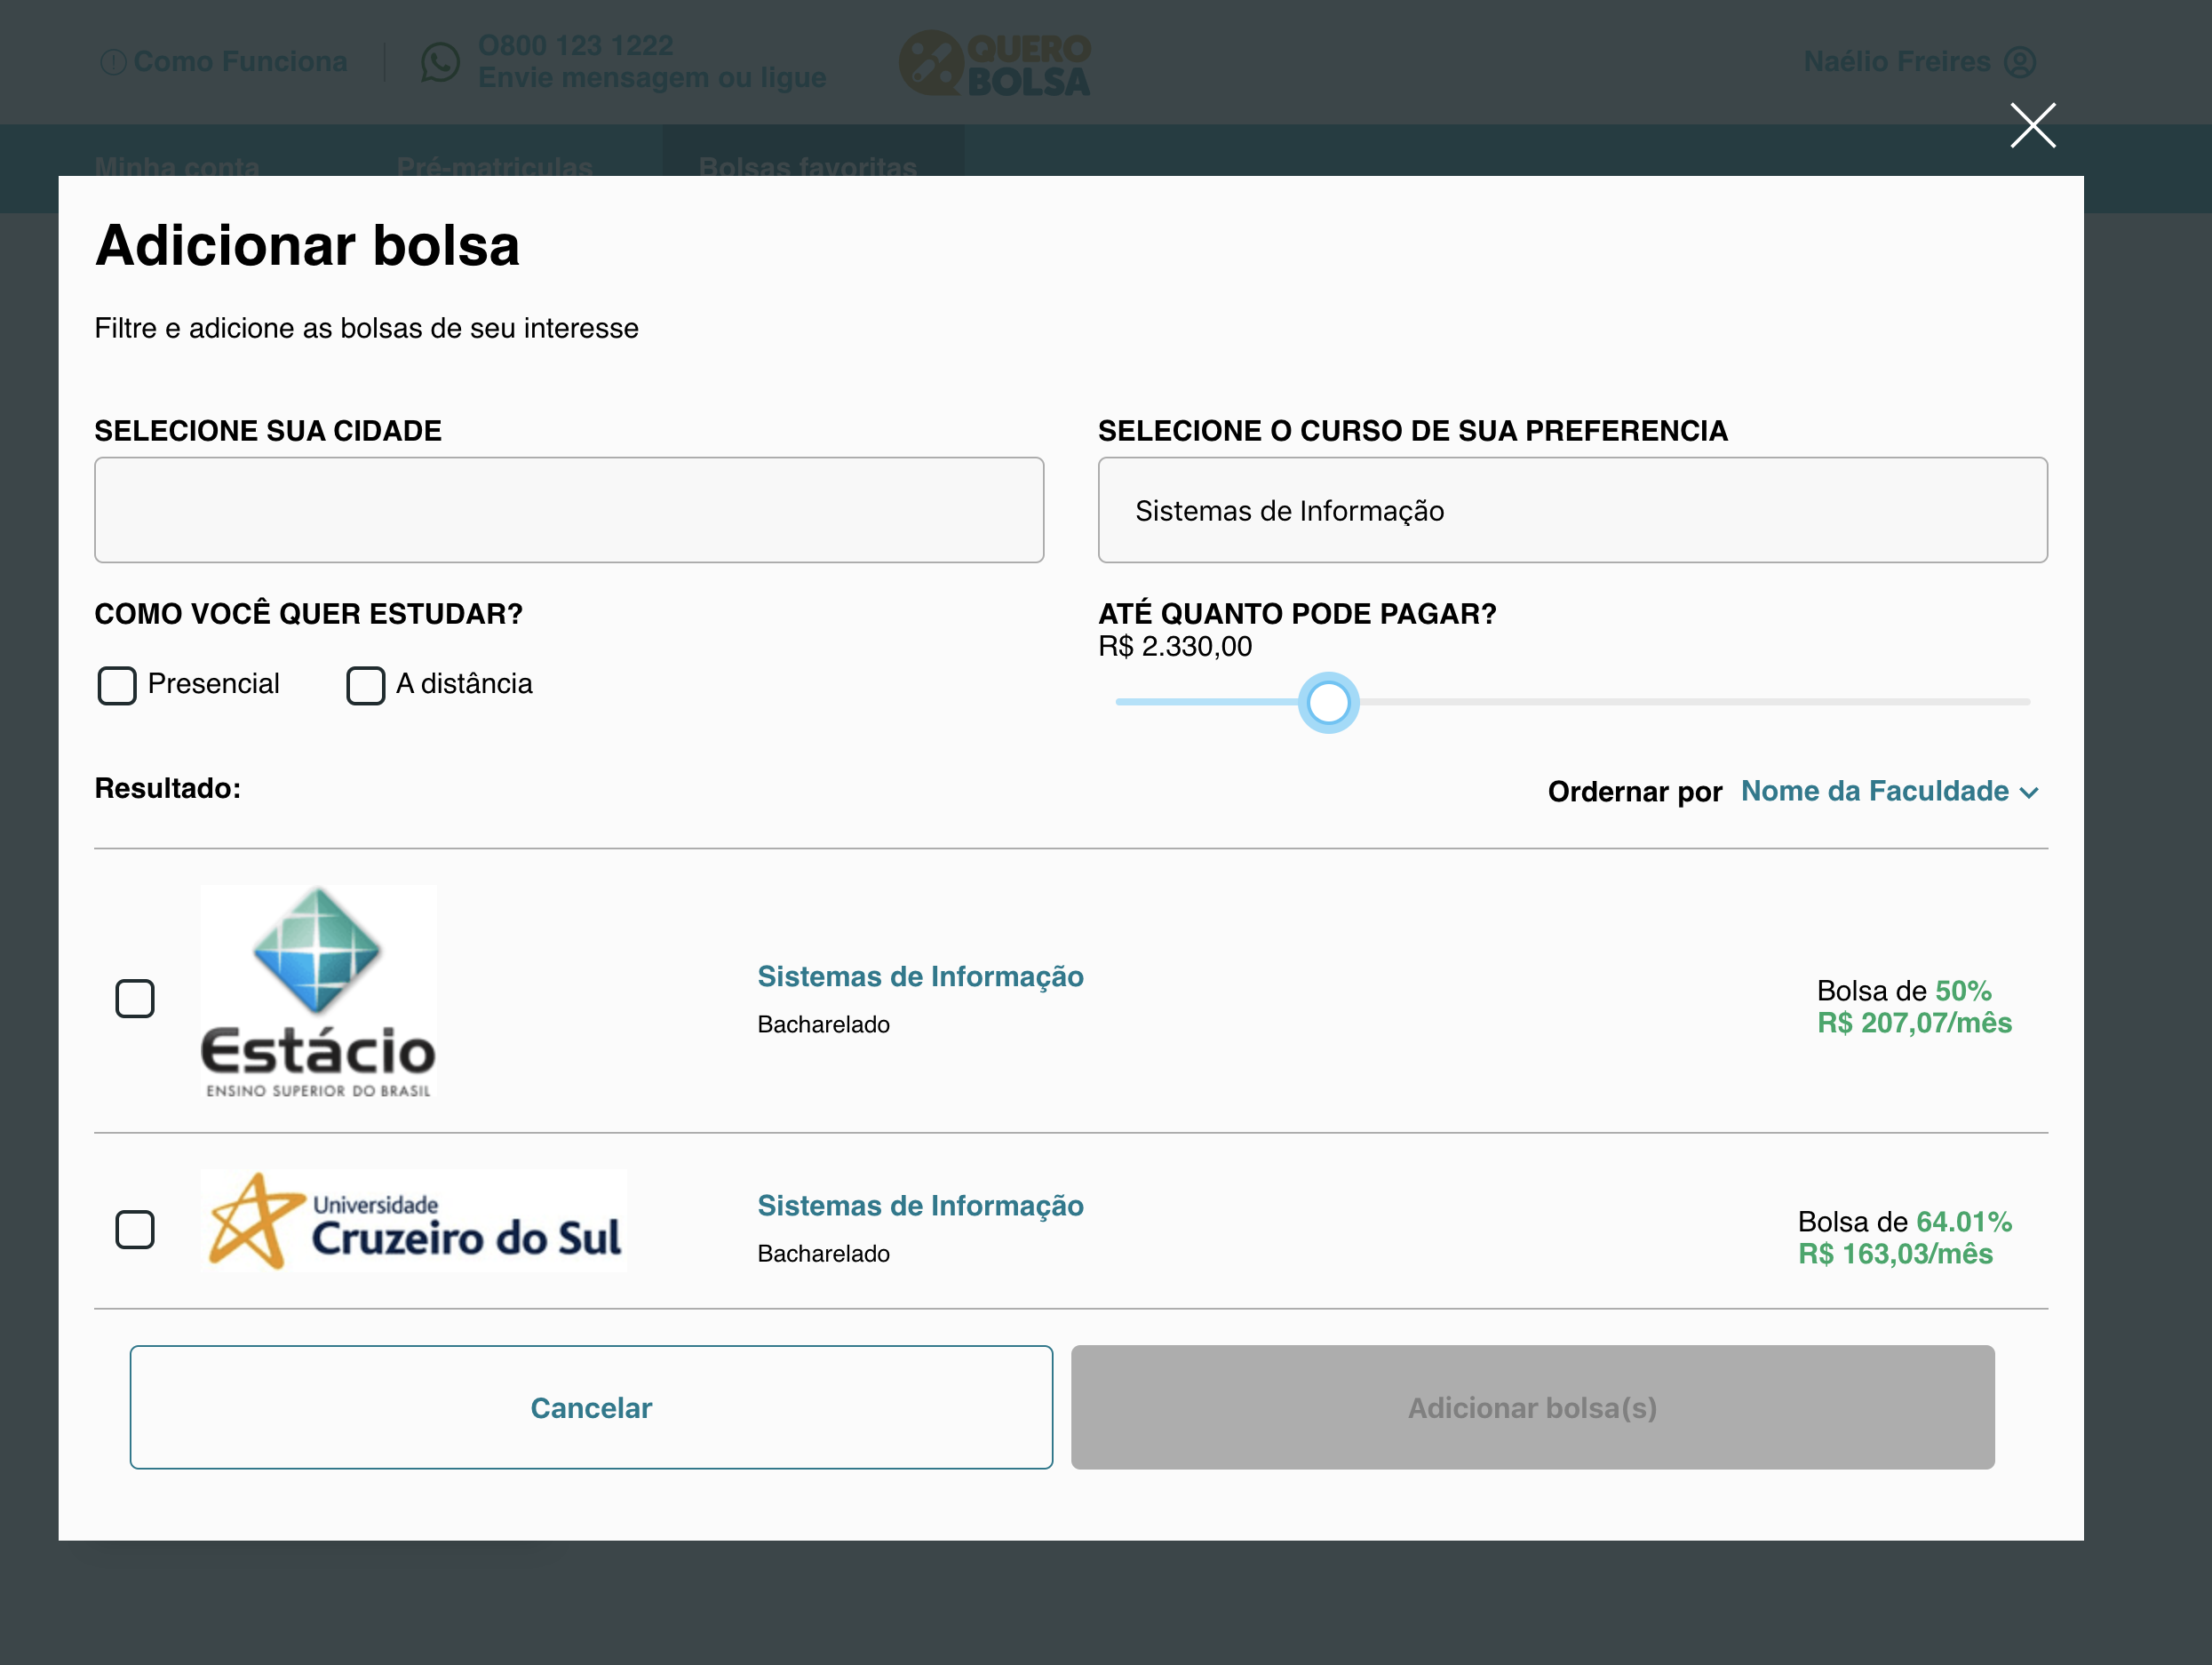 Como Funciona
O800 123 1222
Envie mensagem ou ligue
QUERO
BOLSA
Naélio Freires
Minha conta
Pré-matriculas
Bolsas favoritas
Adicionar bolsa
Filtre e adicione as bolsas de seu interesse
SELECIONE SUA CIDADE
SELECIONE O CURSO DE SUA PREFERENCIA
Sistemas de Informação
COMO VOCÊ QUER ESTUDAR?
ATÉ QUANTO PODE PAGAR?
R$ 2.330,00
Presencial
A distância
Resultado:
Ordernar por Nome da Faculdade
Estácio
ENSINO SUPERIOR DO BRASIL
Sistemas de Informação
Bacharelado
Bolsa de 50%
R$ 207,07/mês
Universidade
Cruzeiro do Sul
Sistemas de Informação
Bacharelado
Bolsa de 64.01%
R$ 163,03/mês
Cancelar
Adicionar bolsa(s)